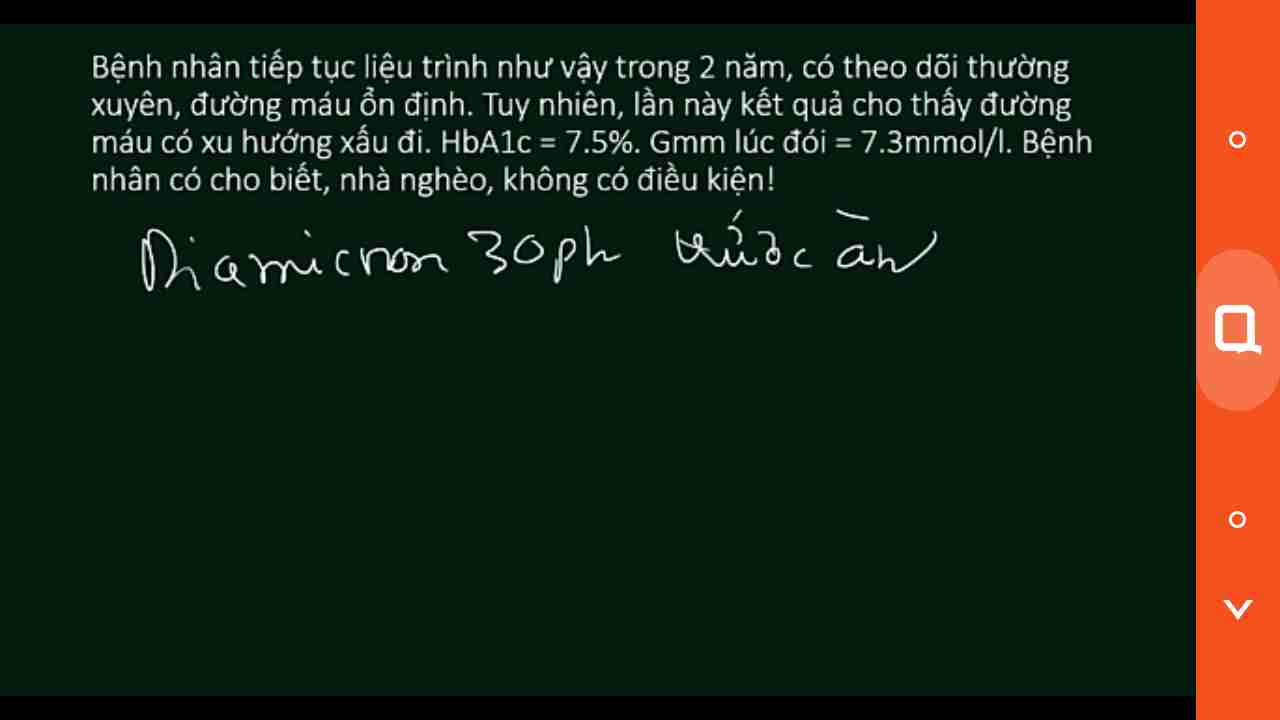 Bệnh nhân tiếp tục liệu trình như vậy trong 2 năm, có theo dõi thường
xuyên, đường máu ổn định. Tuy nhiên, lần này kết quả cho thấy đường
máu có xu hướng xấu đi. HbA1c = 7.5%. Gmm lúc đói = 7.3mmol/l. Bệnh
nhân có cho biết, nhà nghèo, không có điều kiện!
Diamicron 30ph trước ăn